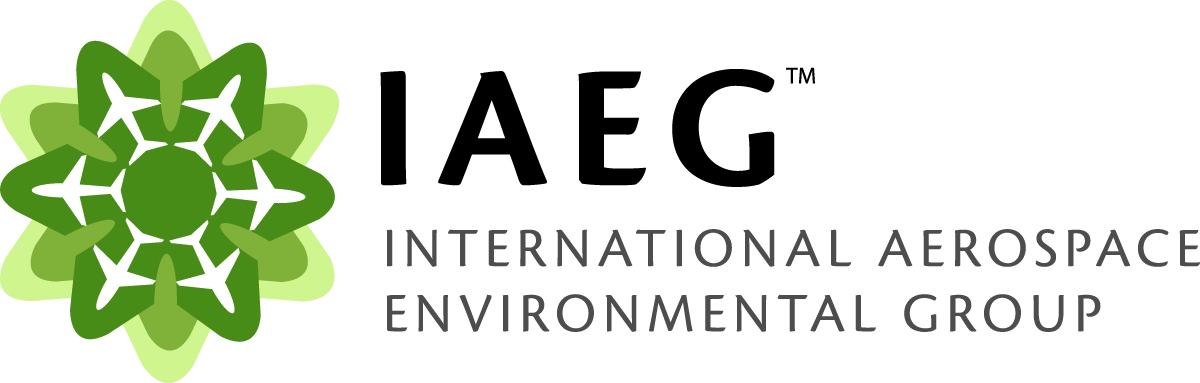 IAEG™
INTERNATIONAL AEROSPACE
ENVIRONMENTAL GROUP